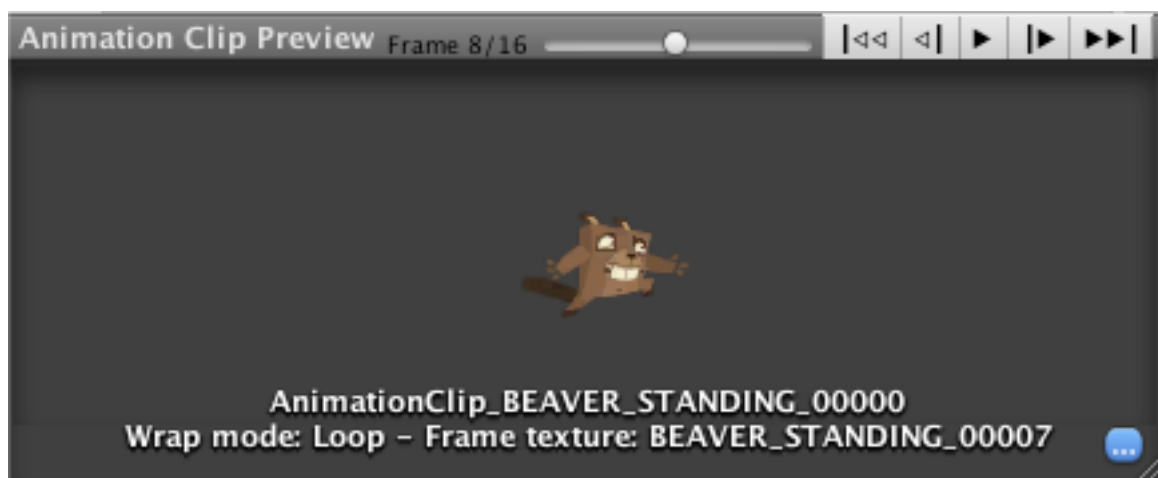 Animation Clip Preview Frame 8/16
AnimationClip_BEAVER_STANDING_00000
Wrap mode: Loop – Frame texture: BEAVER_STANDING_00007